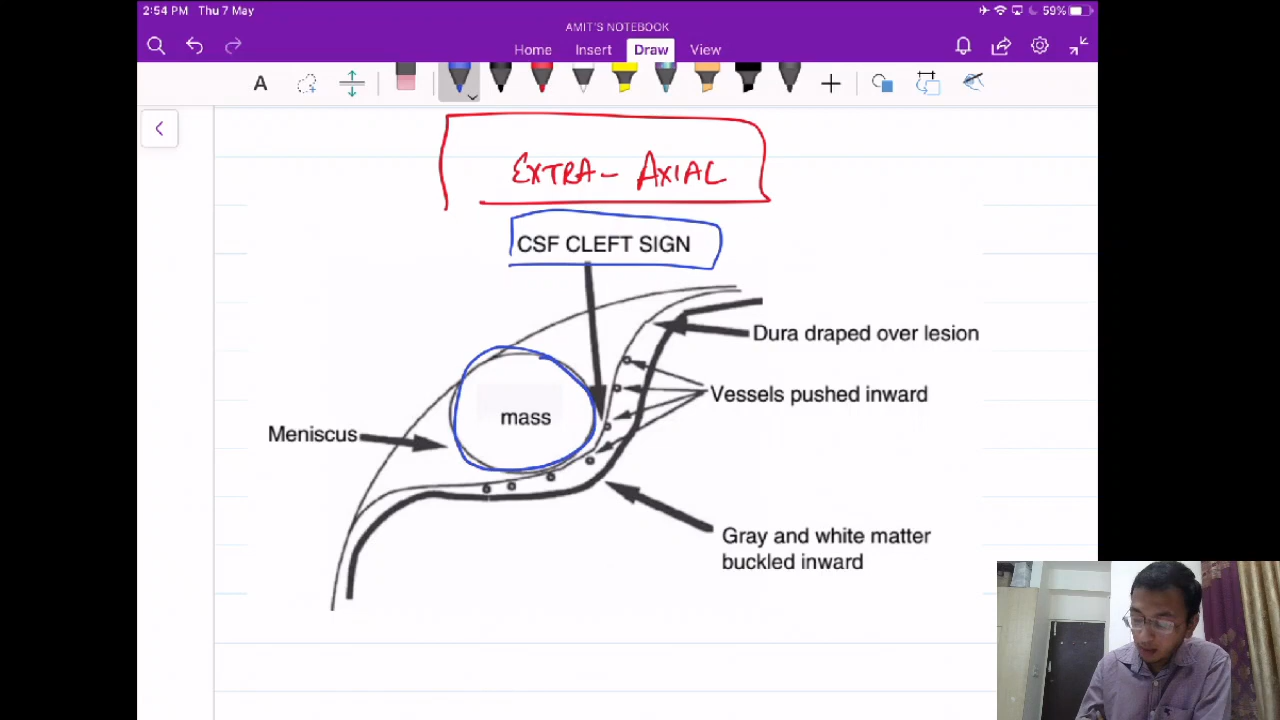 2:54 PM Thu 7 May
59%
AMIT'S NOTEBOOK
Home Insert Draw View
A
EXTRA-AXIAL
CSF CLEFT SIGN
Dura draped over lesion
Vessels pushed inward
mass
Meniscus
Gray and white matter
buckled inward